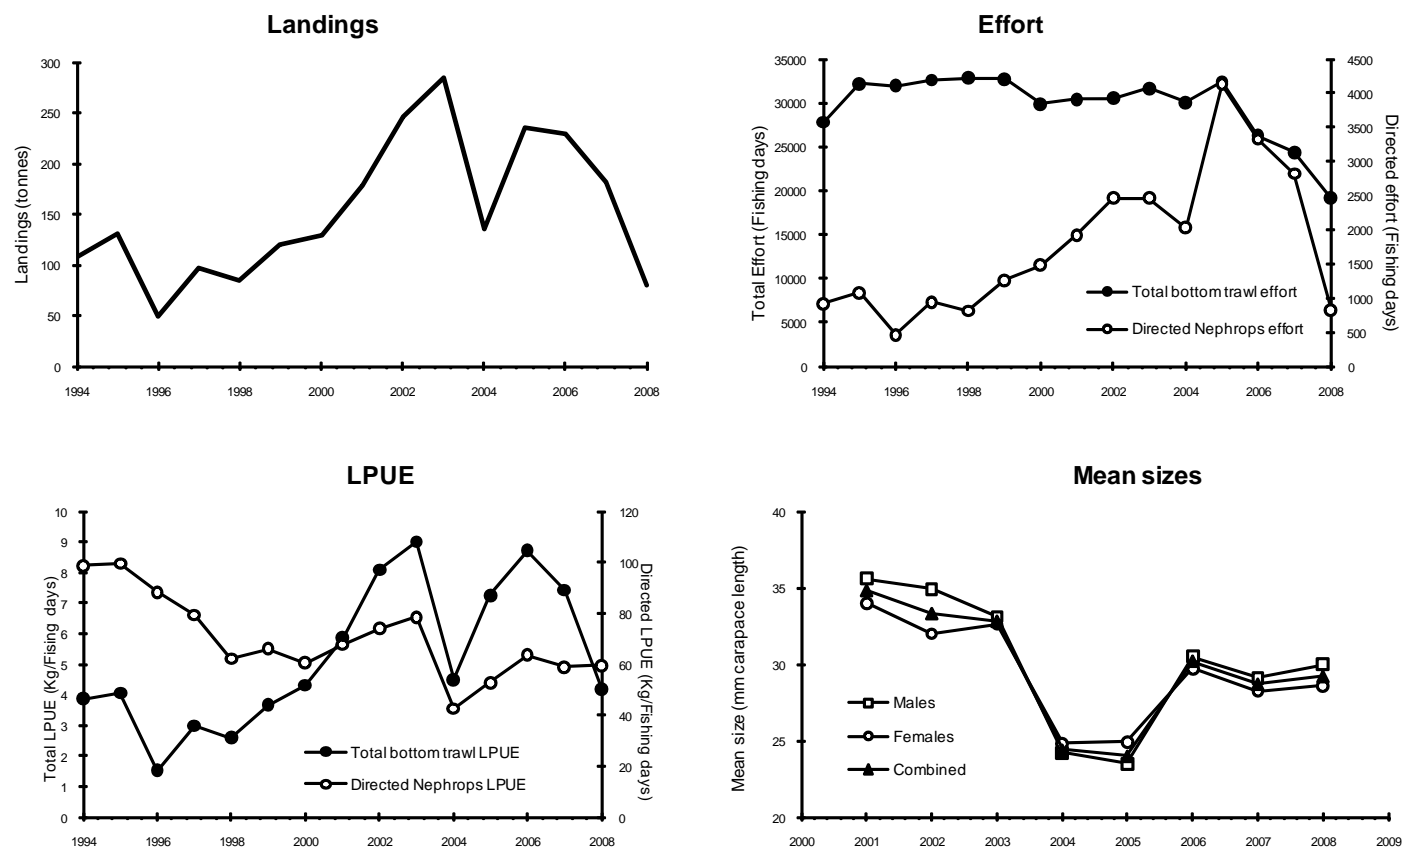 Landings
Landings (tonnes)
300
250
200
150
100
50
0
1994 1996 1998 2000 2002 2004 2006 2008
Effort
Total Effort (Fishing days)
35000
30000
25000
20000
15000
10000
5000
0
Directed effort (Fishing days)
4500
4000
3500
3000
2500
2000
1500
1000
500
0
Total bottom trawl effort
Directed Nephrops effort
1994 1996 1998 2000 2002 2004 2006 2008
LPUE
Total LPUE (Kg/Fising days)
10
9
8
7
6
5
4
3
2
1
0
Directed LPUE (Kg/Fishing days)
120
100
80
60
40
20
0
Total bottom trawl LPUE
Directed Nephrops LPUE
1994 1996 1998 2000 2002 2004 2006 2008
Mean sizes
Mean size (mm carapace length)
40
35
30
25
20
Males
Females
Combined
2000 2001 2002 2003 2004 2005 2006 2007 2008 2009